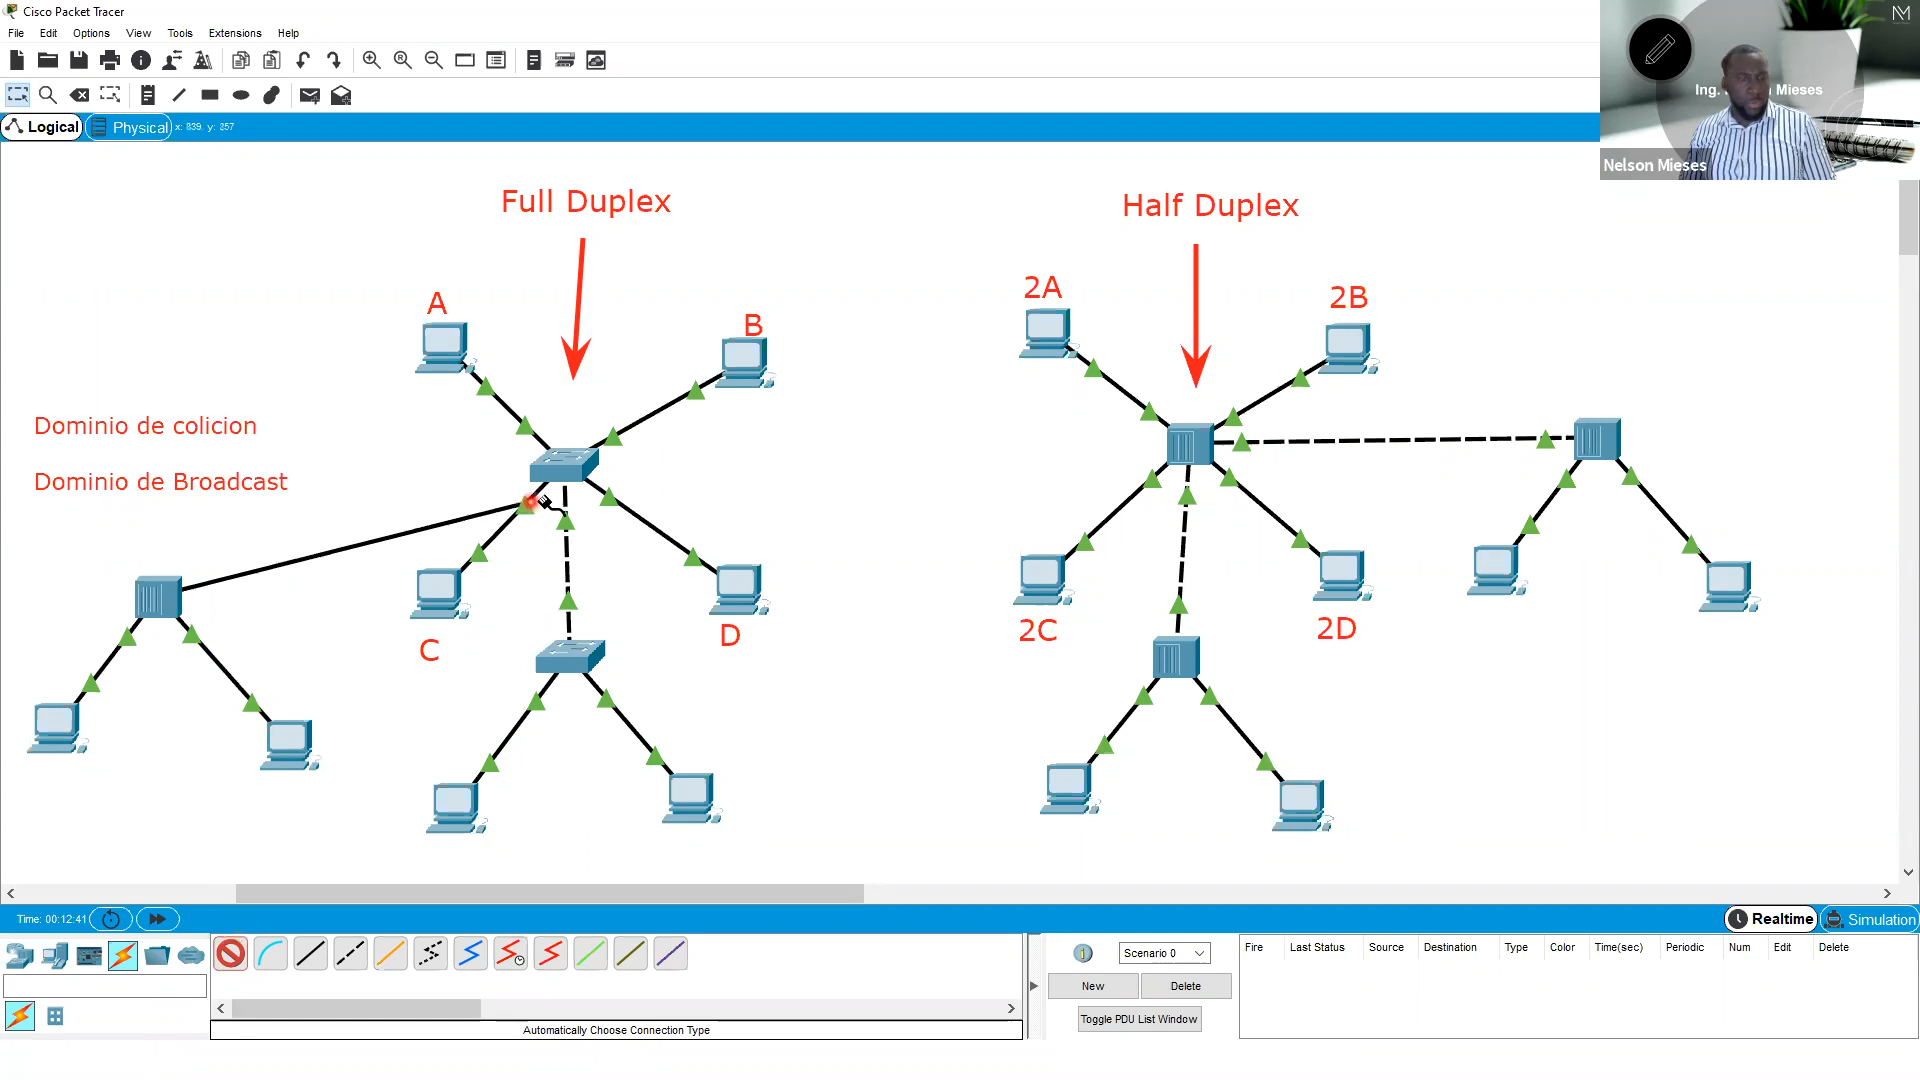 Cisco Packet Tracer
File Edit Options View Tools Extensions Help
Logical Physical x: 839, y: 257
Ing. Mieses
Nelson Mieses
Full Duplex
Half Duplex
A
B
2A
2B
Dominio de colicion
Dominio de Broadcast
C
D
2C
2D
Time: 00:12:41
Realtime Simulation
Scenario 0
New Delete
Toggle PDU List Window
Fire Last Status Source Destination Type Color Time(sec) Periodic Num Edit Delete
Automatically Choose Connection Type